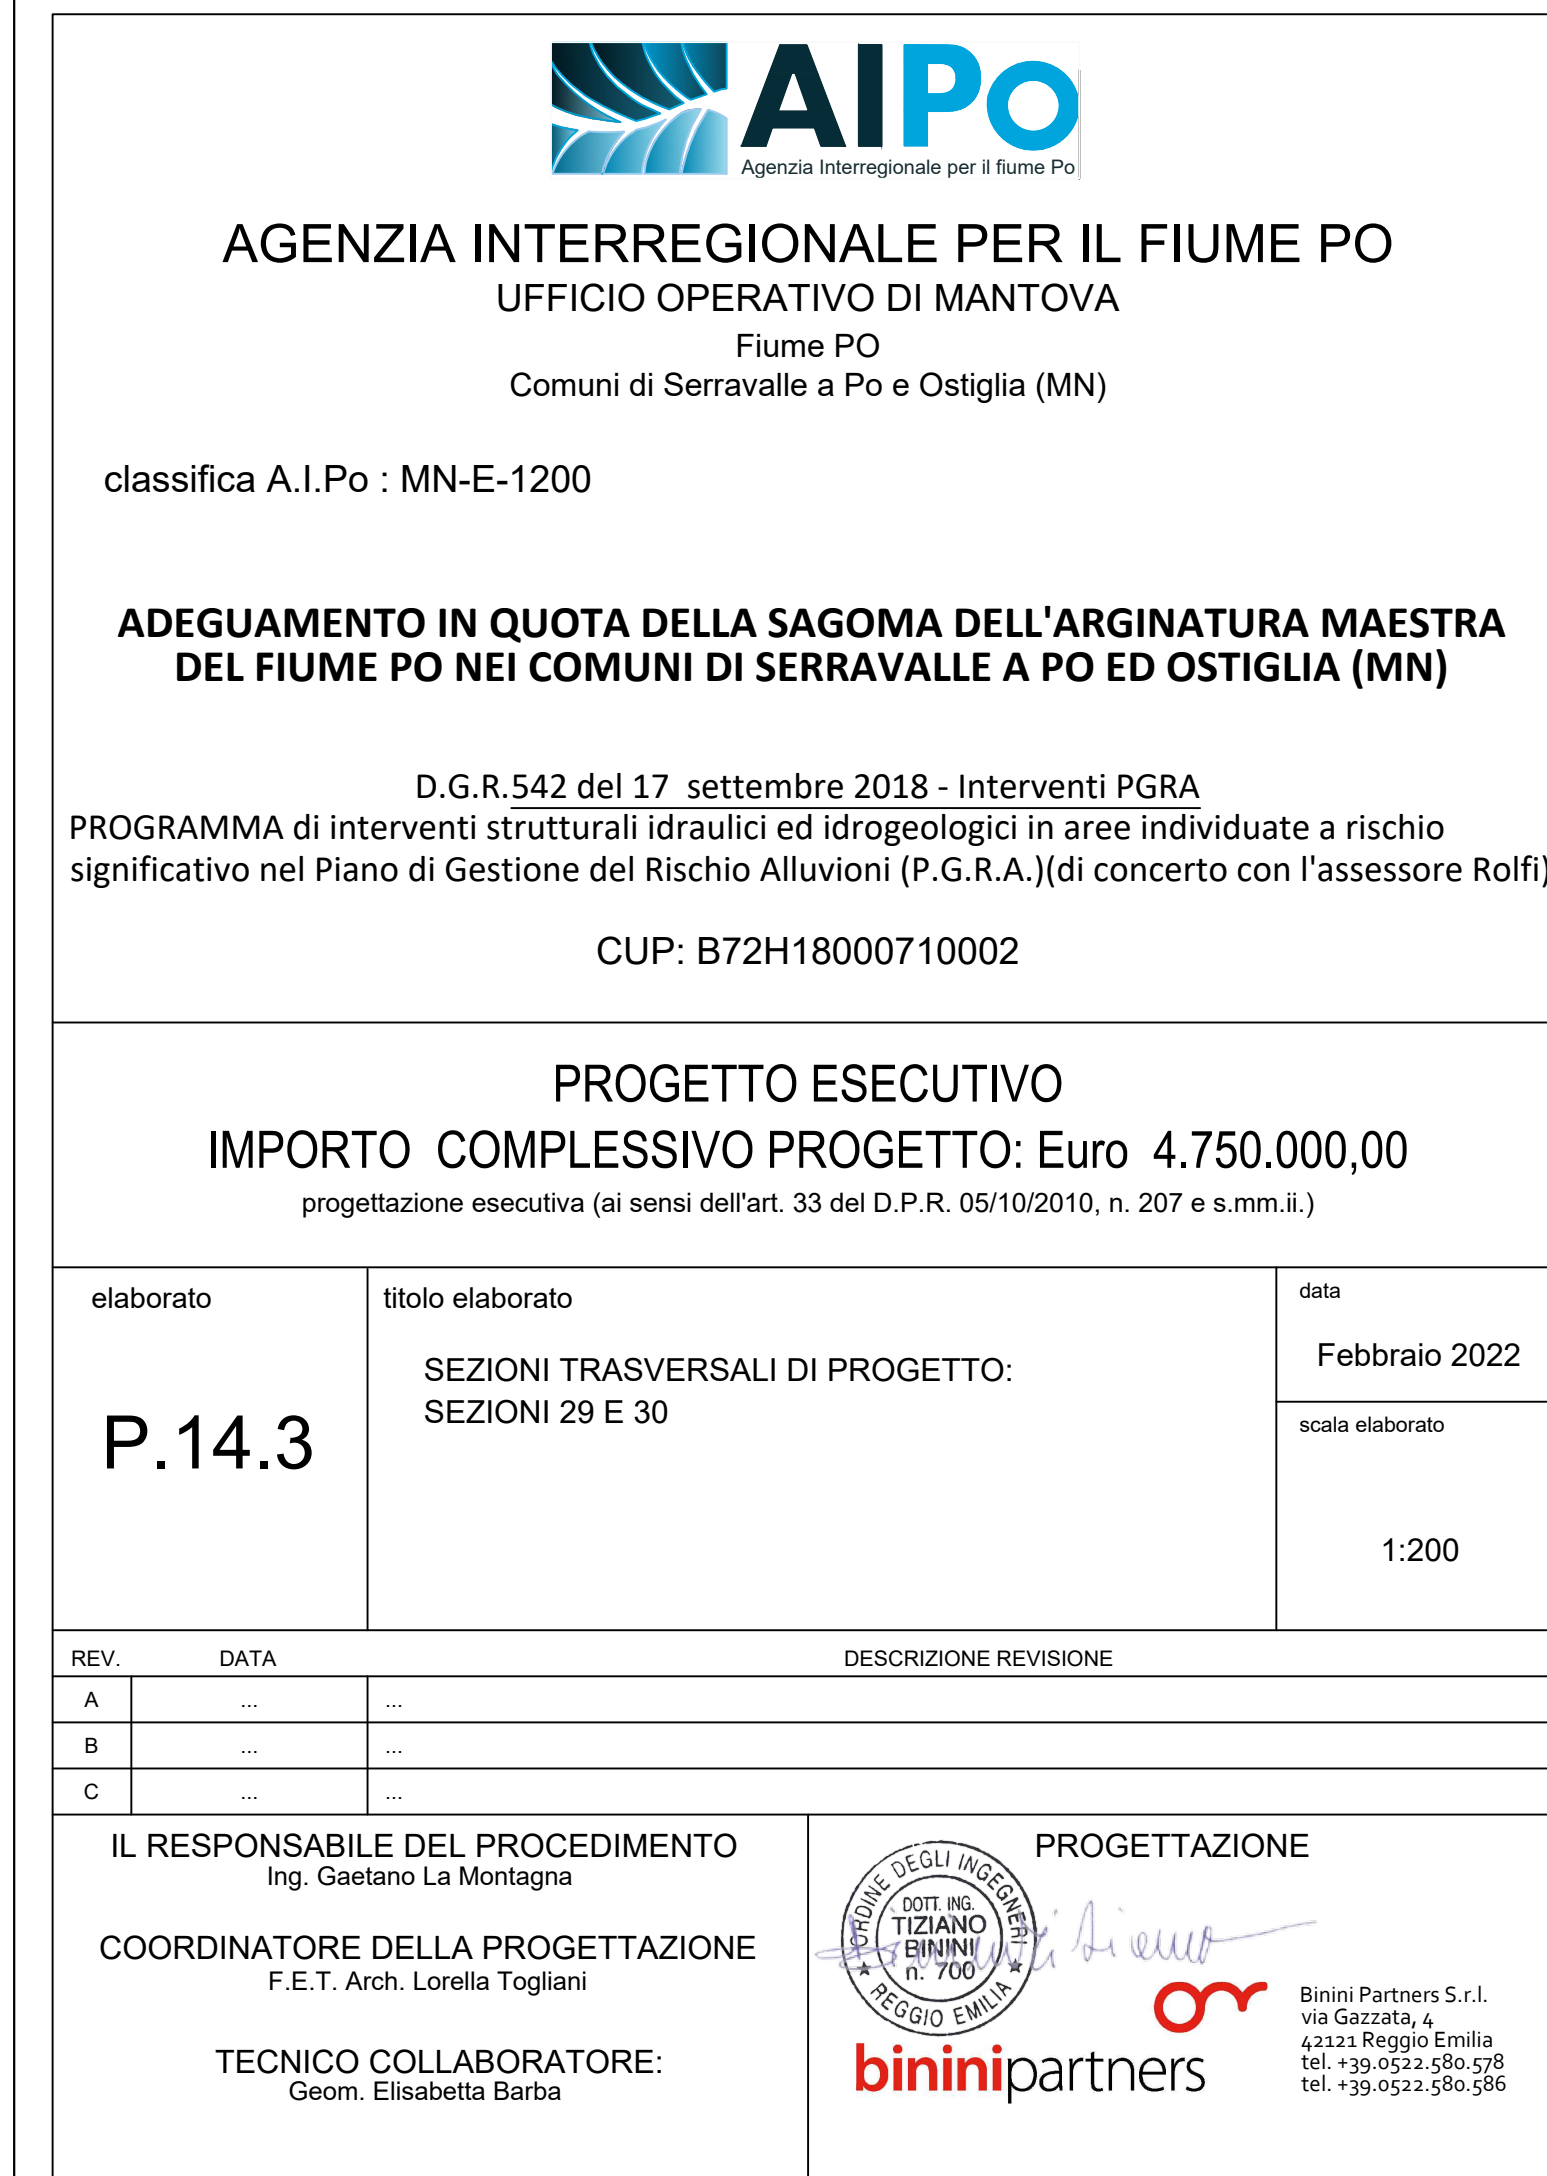 AIPo
Agenzia Interregionale per il fiume Po
AGENZIA INTERREGIONALE PER IL FIUME PO
UFFICIO OPERATIVO DI MANTOVA
Fiume PO
Comuni di Serravalle a Po e Ostiglia (MN)
classifica A.I.Po : MN-E-1200
ADEGUAMENTO IN QUOTA DELLA SAGOMA DELL'ARGINATURA MAESTRA
DEL FIUME PO NEI COMUNI DI SERRAVALLE A PO ED OSTIGLIA (MN)
D.G.R.542 del 17 settembre 2018 - Interventi PGRA
PROGRAMMA di interventi strutturali idraulici ed idrogeologici in aree individuate a rischio
significativo nel Piano di Gestione del Rischio Alluvioni (P.G.R.A.)(di concerto con l'assessore Rolfi)
CUP: B72H18000710002
PROGETTO ESECUTIVO
IMPORTO COMPLESSIVO PROGETTO: Euro 4.750.000,00
progettazione esecutiva (ai sensi dell'art. 33 del D.P.R. 05/10/2010, n. 207 e s.mm.ii.)
elaborato
P.14.3
titolo elaborato
SEZIONI TRASVERSALI DI PROGETTO:
SEZIONI 29 E 30
data
Febbraio 2022
scala elaborato
1:200
REV. DATA DESCRIZIONE REVISIONE
A ... ...
B ... ...
C ... ...
IL RESPONSABILE DEL PROCEDIMENTO
Ing. Gaetano La Montagna
COORDINATORE DELLA PROGETTAZIONE
F.E.T. Arch. Lorella Togliani
TECNICO COLLABORATORE:
Geom. Elisabetta Barba
PROGETTAZIONE
ORDINE DEGLI INGEGNERI
DOTT. ING.
TIZIANO
BININI
n. 700
REGGIO EMILIA
bininipartners
Binini Partners S.r.l.
via Gazzata, 4
42121 Reggio Emilia
tel. +39.0522.580.578
tel. +39.0522.580.586